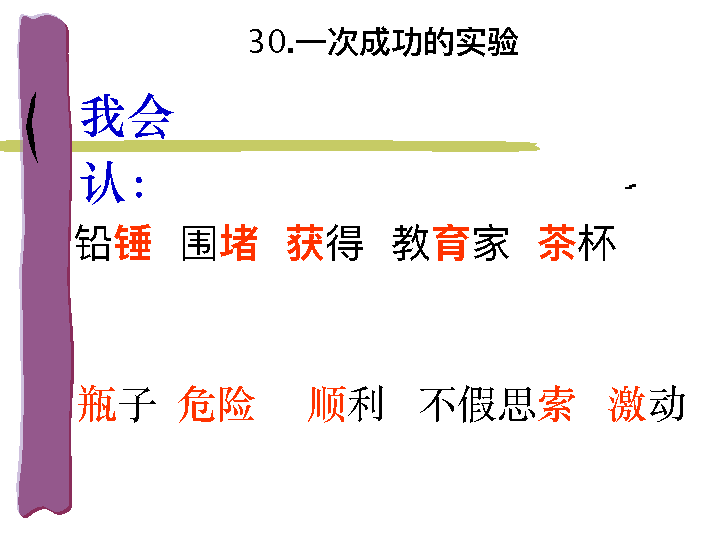 30.一次成功的实验
我会
认：
铅锤 围堵 获得 教育家 茶杯
瓶子 危险 顺利 不假思索 激动